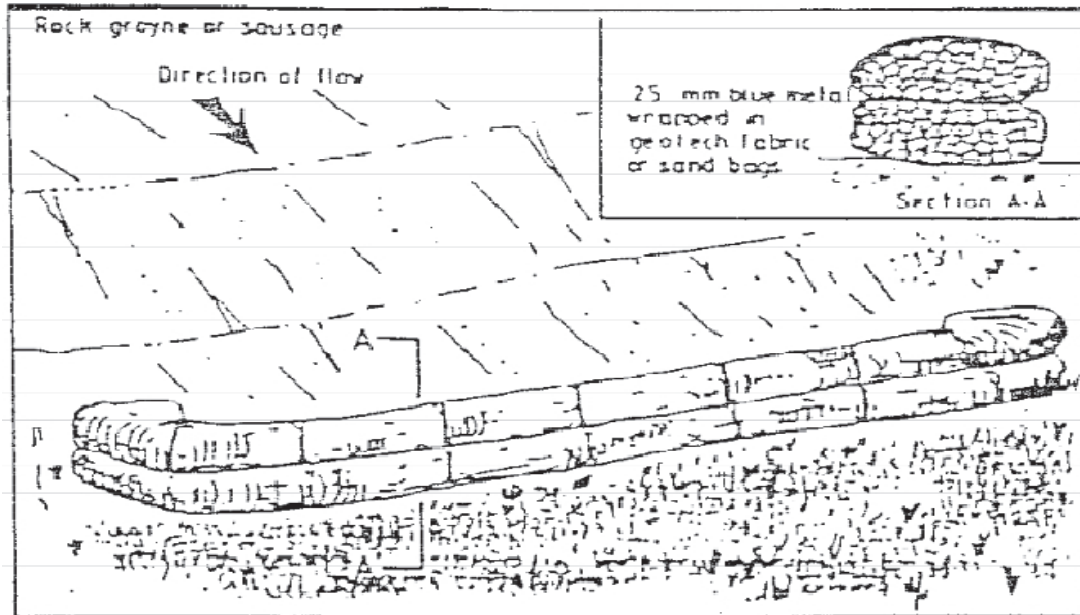 Rock groyne or sausage
Direction of flow
25 mm blue metal
wrapped in
geotech fabric
or sand bags
Section A-A
A
A